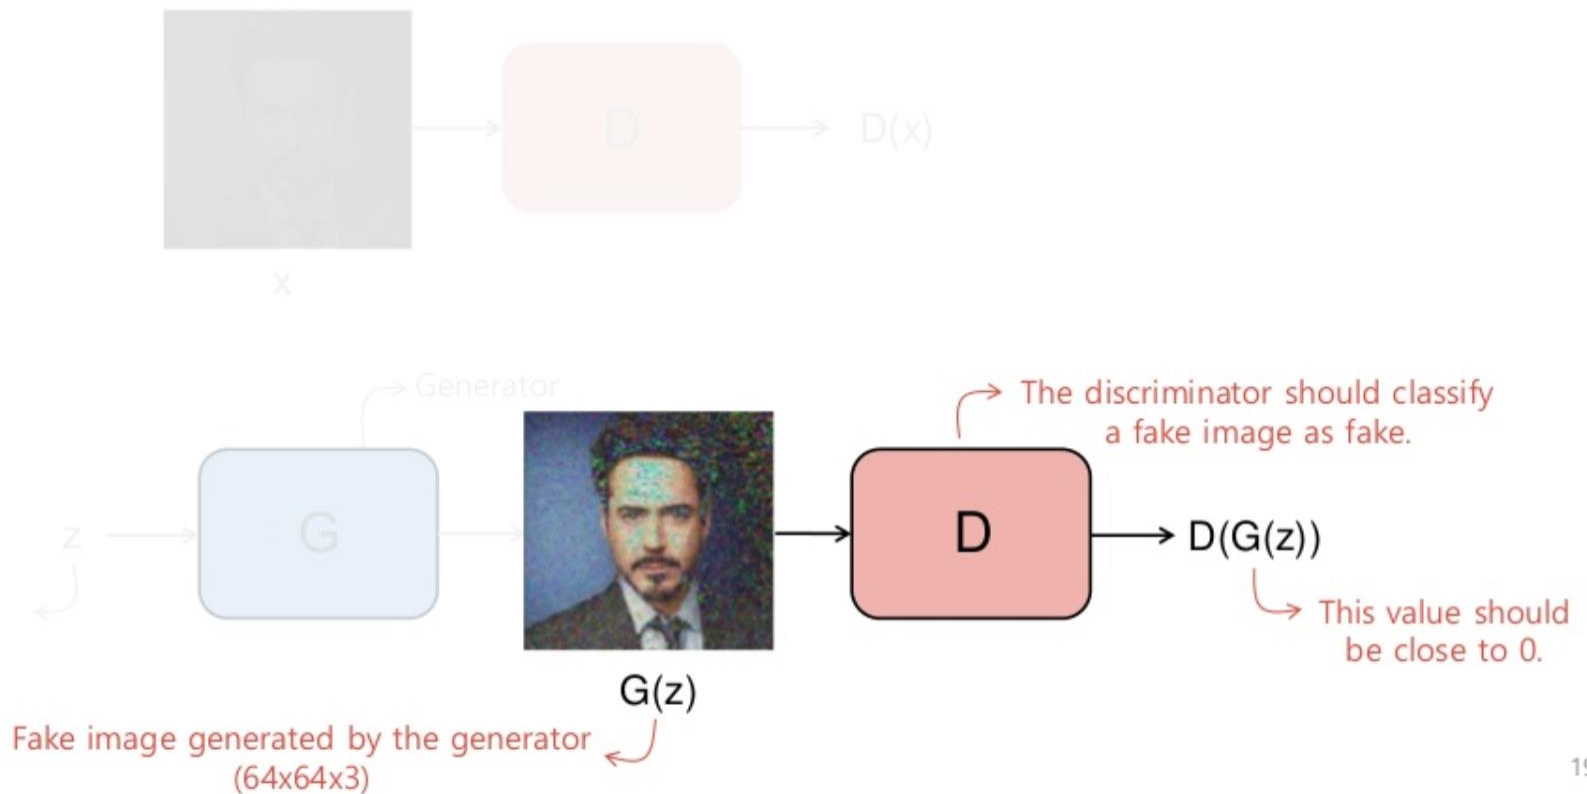 D
D(x)
x
Generator
The discriminator should classify
a fake image as fake.
z
G
D
D(G(z))
This value should
be close to 0.
G(z)
Fake image generated by the generator
(64x64x3)